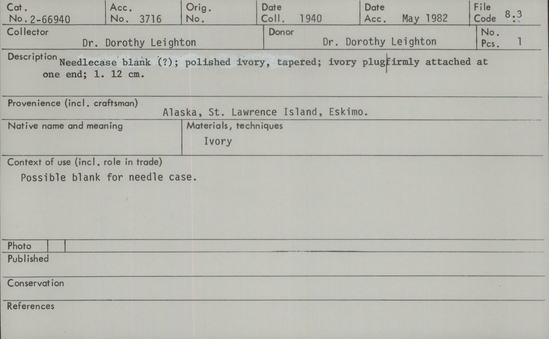 Cat. No. 2-66940 Acc. No. 3716 Orig. No. Date Coll. 1940 Date Acc. May 1982 File Code 8.3
Collector Dr. Dorothy Leighton Donor Dr. Dorothy Leighton No. Pcs. 1
Description Needlecase blank (?); polished ivory, tapered; ivory plug firmly attached at
one end; l. 12 cm.
Provenience (incl. craftsman)
Alaska, St. Lawrence Island, Eskimo.
Native name and meaning Materials, techniques
Ivory
Context of use (incl. role in trade)
Possible blank for needle case.
Photo
Published
Conservation
References